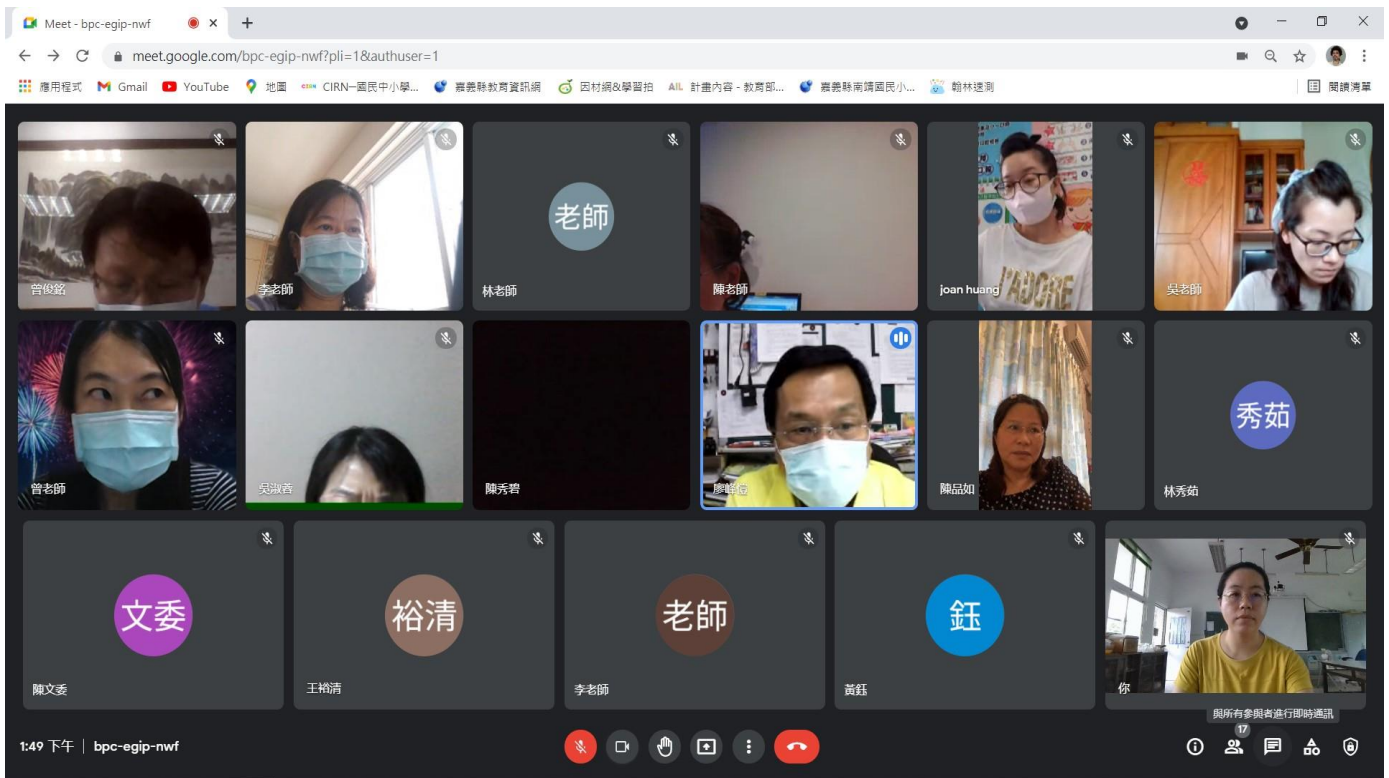 Meet - bpc-egip-nwf
meet.google.com/bpc-egip-nwf?pli=1&authuser=1
應用程式 Gmail YouTube 地圖 CIRN CIRN—國民中小學... 嘉義縣教育資訊網 因材網&學習拍 AIL 計畫內容 - 教育部... 嘉義縣南靖國民小... 翰林速測 閱讀清單
曾俊銘
李老師
老師
林老師
陳老師
joan huang
J'ADORE
吳老師
曾老師
陳秀碧
陳品如
秀茹
林秀茹
文委
陳文委
裕清
王裕清
老師
李老師
鈺
黃鈺
你
與所有參與者進行即時通訊
1:49 下午 | bpc-egip-nwf
17